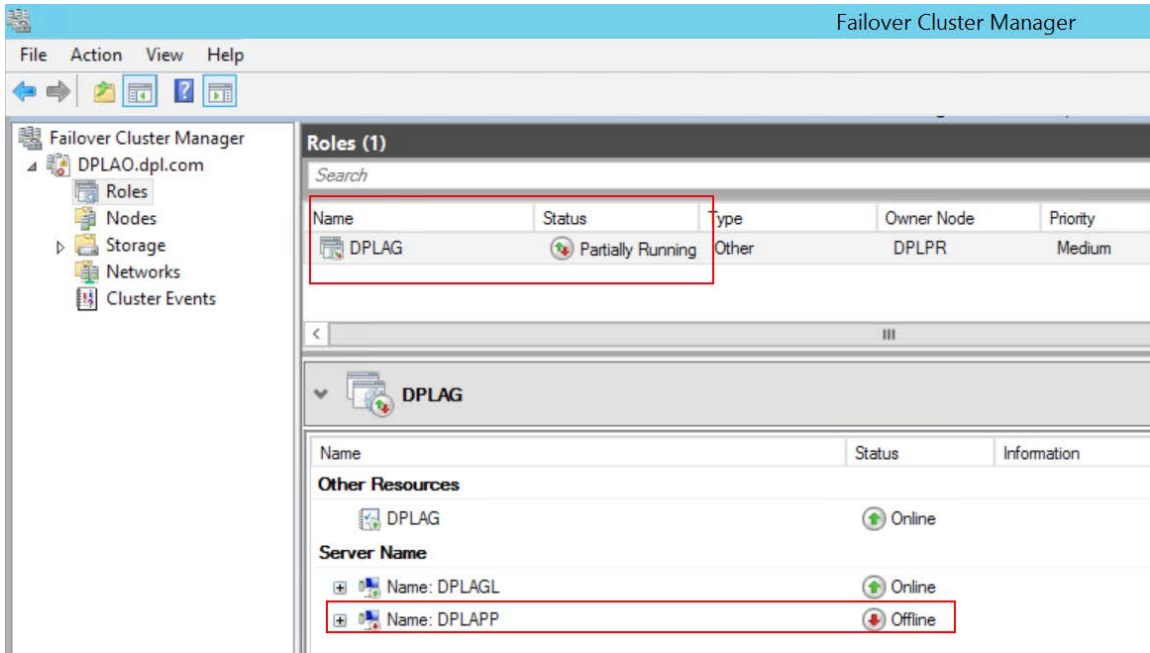 Failover Cluster Manager
File Action View Help
Failover Cluster Manager
DPLAO.dpl.com
Roles
Nodes
Storage
Networks
Cluster Events
Roles (1)
Search
Name Status Type Owner Node Priority
DPLAG Partially Running Other DPLPR Medium
DPLAG
Name Status Information
Other Resources
DPLAG Online
Server Name
Name: DPLAGL Online
Name: DPLAPP Offline